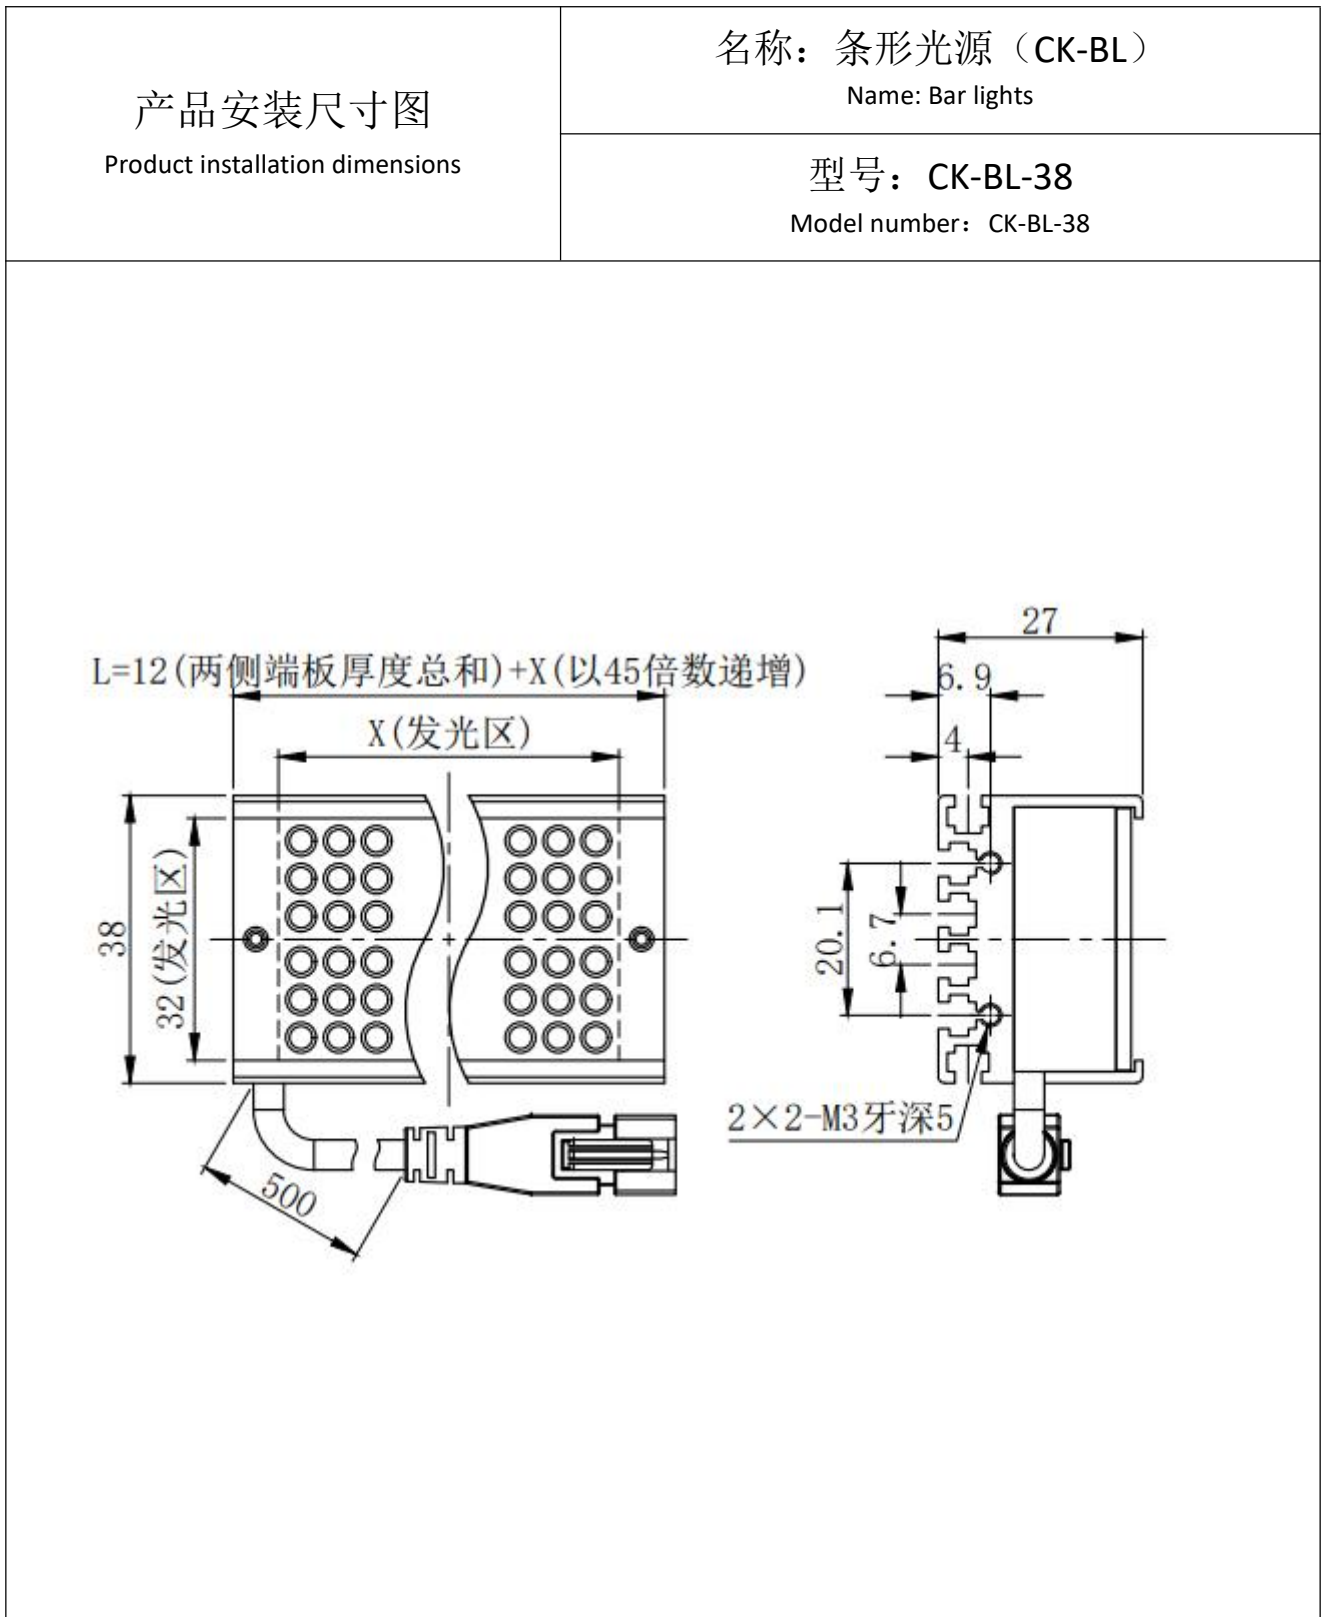 产品安装尺寸图
Product installation dimensions
名称：条形光源（CK-BL）
Name: Bar lights
型号：CK-BL-38
Model number：CK-BL-38
L=12(两侧端板厚度总和)+X(以45倍数递增)
X(发光区)
38
32(发光区)
500
27
6.9
4
20.1
6.7
2×2-M3牙深5